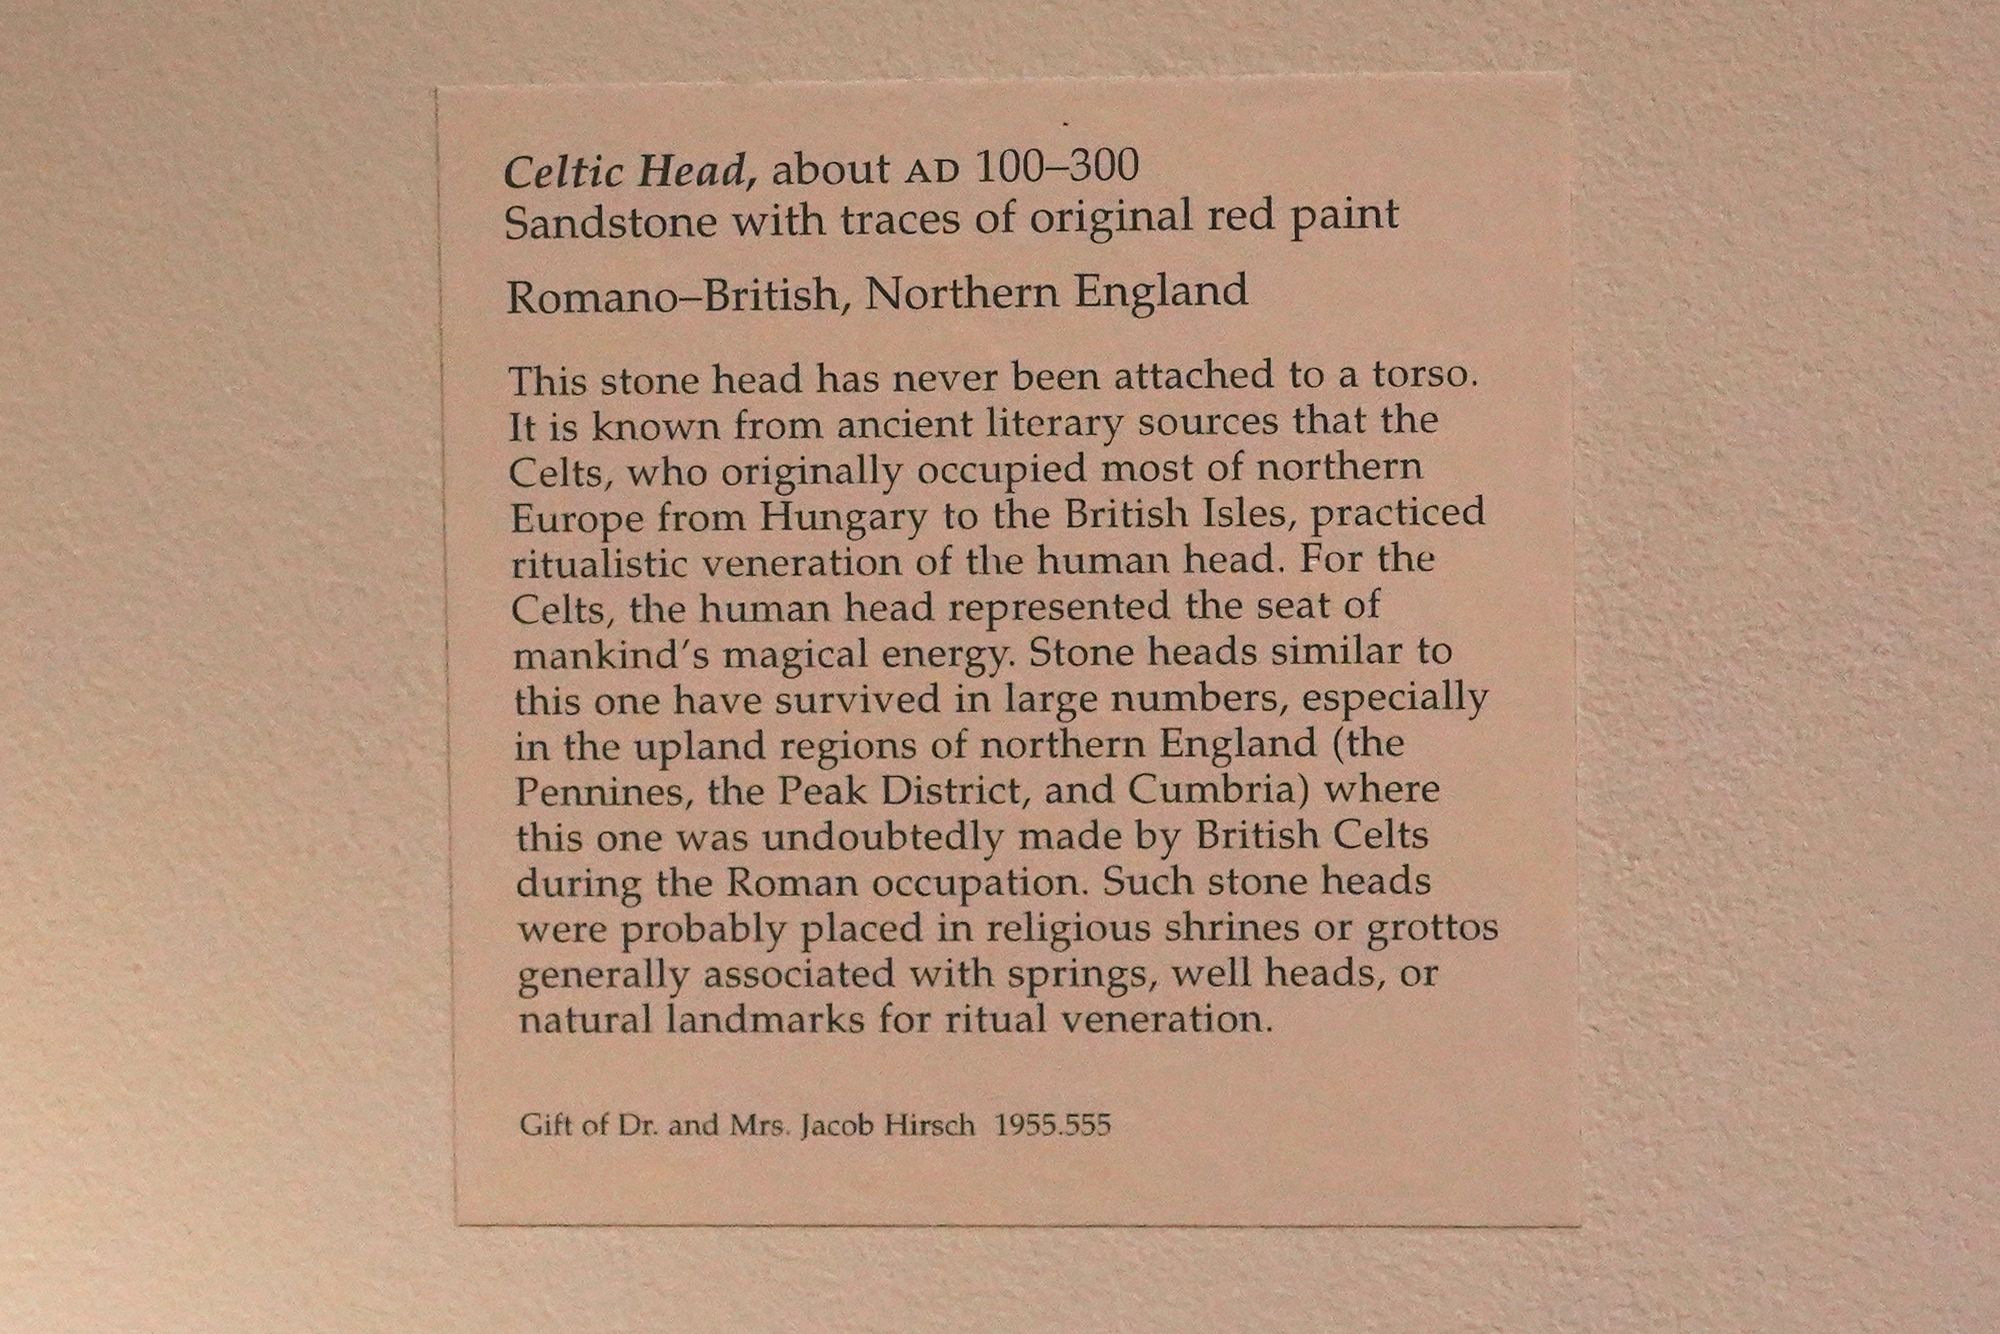 Celtic Head, about AD 100–300
Sandstone with traces of original red paint
Romano–British, Northern England
This stone head has never been attached to a torso.
It is known from ancient literary sources that the
Celts, who originally occupied most of northern
Europe from Hungary to the British Isles, practiced
ritualistic veneration of the human head. For the
Celts, the human head represented the seat of
mankind's magical energy. Stone heads similar to
this one have survived in large numbers, especially
in the upland regions of northern England (the
Pennines, the Peak District, and Cumbria) where
this one was undoubtedly made by British Celts
during the Roman occupation. Such stone heads
were probably placed in religious shrines or grottos
generally associated with springs, well heads, or
natural landmarks for ritual veneration.
Gift of Dr. and Mrs. Jacob Hirsch 1955.555